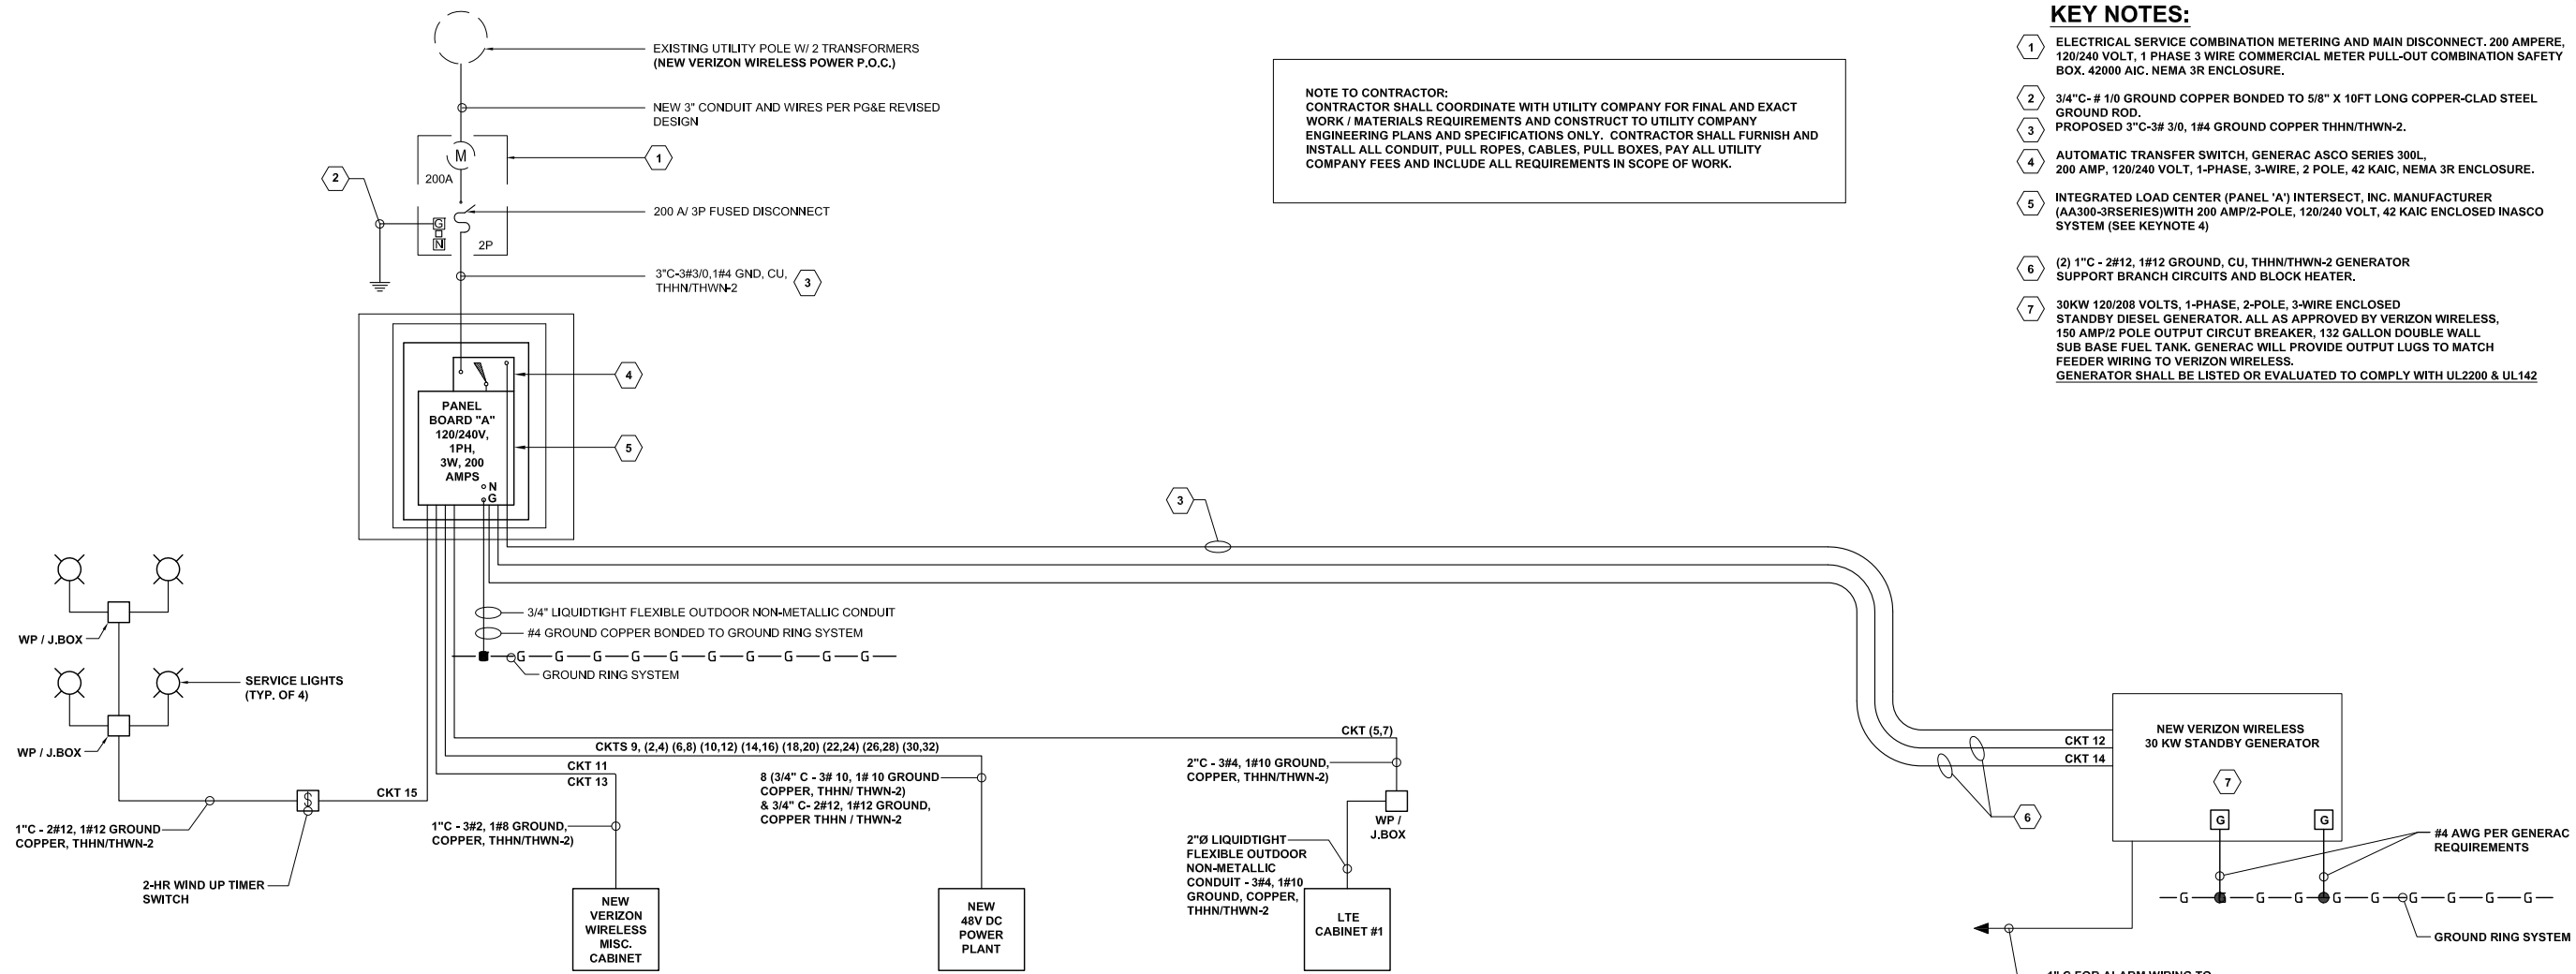 KEY NOTES:
1
ELECTRICAL SERVICE COMBINATION METERING AND MAIN DISCONNECT. 200 AMPERE,
120/240 VOLT, 1 PHASE 3 WIRE COMMERCIAL METER PULL-OUT COMBINATION SAFETY
BOX. 42000 AIC. NEMA 3R ENCLOSURE.
2
3/4"C- # 1/0 GROUND COPPER BONDED TO 5/8" X 10FT LONG COPPER-CLAD STEEL
GROUND ROD.
3
PROPOSED 3"C-3# 3/0, 1#4 GROUND COPPER THHN/THWN-2.
4
AUTOMATIC TRANSFER SWITCH, GENERAC ASCO SERIES 300L,
200 AMP, 120/240 VOLT, 1-PHASE, 3-WIRE, 2 POLE, 42 KAIC, NEMA 3R ENCLOSURE.
5
INTEGRATED LOAD CENTER (PANEL 'A') INTERSECT, INC. MANUFACTURER
(AA300-3RSERIES)WITH 200 AMP/2-POLE, 120/240 VOLT, 42 KAIC ENCLOSED INASCO
SYSTEM (SEE KEYNOTE 4)
6
(2) 1"C - 2#12, 1#12 GROUND, CU, THHN/THWN-2 GENERATOR
SUPPORT BRANCH CIRCUITS AND BLOCK HEATER.
7
30KW 120/208 VOLTS, 1-PHASE, 2-POLE, 3-WIRE ENCLOSED
STANDBY DIESEL GENERATOR. ALL AS APPROVED BY VERIZON WIRELESS,
150 AMP/2 POLE OUTPUT CIRCUT BREAKER, 132 GALLON DOUBLE WALL
SUB BASE FUEL TANK. GENERAC WILL PROVIDE OUTPUT LUGS TO MATCH
FEEDER WIRING TO VERIZON WIRELESS.
GENERATOR SHALL BE LISTED OR EVALUATED TO COMPLY WITH UL2200 & UL142
NOTE TO CONTRACTOR:
CONTRACTOR SHALL COORDINATE WITH UTILITY COMPANY FOR FINAL AND EXACT
WORK / MATERIALS REQUIREMENTS AND CONSTRUCT TO UTILITY COMPANY
ENGINEERING PLANS AND SPECIFICATIONS ONLY. CONTRACTOR SHALL FURNISH AND
INSTALL ALL CONDUIT, PULL ROPES, CABLES, PULL BOXES, PAY ALL UTILITY
COMPANY FEES AND INCLUDE ALL REQUIREMENTS IN SCOPE OF WORK.
EXISTING UTILITY POLE W/ 2 TRANSFORMERS
(NEW VERIZON WIRELESS POWER P.O.C.)
NEW 3" CONDUIT AND WIRES PER PG&E REVISED
DESIGN
M
1
200A
2
200 A/ 3P FUSED DISCONNECT
G
N
2P
3"C-3#3/0,1#4 GND, CU,
THHN/THWN-2
3
4
PANEL
BOARD "A"
120/240V,
1PH,
3W, 200
AMPS
N
G
5
3
3/4" LIQUIDTIGHT FLEXIBLE OUTDOOR NON-METALLIC CONDUIT
#4 GROUND COPPER BONDED TO GROUND RING SYSTEM
G G G G G G G G G G
GROUND RING SYSTEM
WP / J.BOX
SERVICE LIGHTS
(TYP. OF 4)
WP / J.BOX
CKT 15
$
1"C - 2#12, 1#12 GROUND
COPPER, THHN/THWN-2
2-HR WIND UP TIMER
SWITCH
CKT (5,7)
CKTS 9, (2,4) (6,8) (10,12) (14,16) (18,20) (22,24) (26,28) (30,32)
CKT 11
CKT 13
1"C - 3#2, 1#8 GROUND,
COPPER, THHN/THWN-2)
8 (3/4" C - 3# 10, 1# 10 GROUND
COPPER, THHN/ THWN-2)
& 3/4" C- 2#12, 1#12 GROUND,
COPPER THHN / THWN-2
2"C - 3#4, 1#10 GROUND,
COPPER, THHN/THWN-2)
WP /
J.BOX
2"Ø LIQUIDTIGHT
FLEXIBLE OUTDOOR
NON-METALLIC
CONDUIT - 3#4, 1#10
GROUND, COPPER,
THHN/THWN-2
NEW
VERIZON
WIRELESS
MISC.
CABINET
NEW
48V DC
POWER
PLANT
LTE
CABINET #1
CKT 12
CKT 14
6
NEW VERIZON WIRELESS
30 KW STANDBY GENERATOR
7
G
G
#4 AWG PER GENERAC
REQUIREMENTS
G G G G G G G G G G
GROUND RING SYSTEM
1" C FOR ALARM WIRING TO